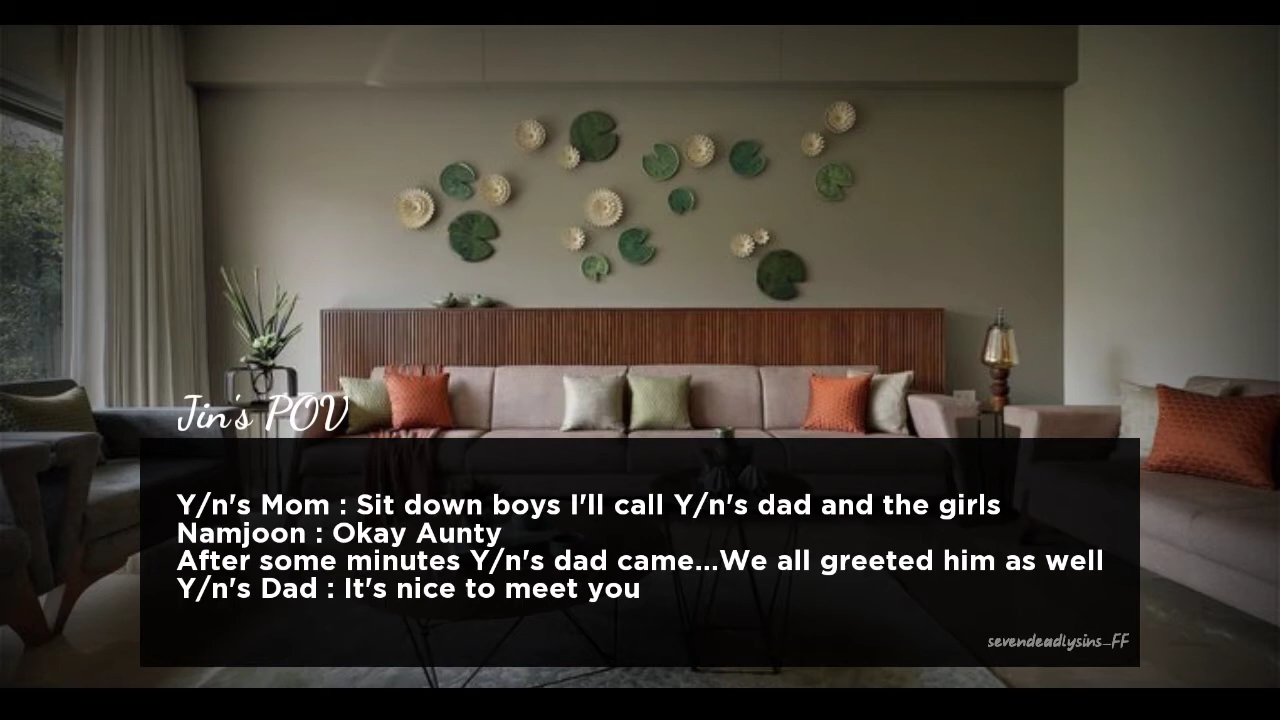 Jin's POV
Y/n's Mom : Sit down boys I'll call Y/n's dad and the girls
Namjoon : Okay Aunty
After some minutes Y/n's dad came...We all greeted him as well
Y/n's Dad : It's nice to meet you
sevendeadlysins_FF